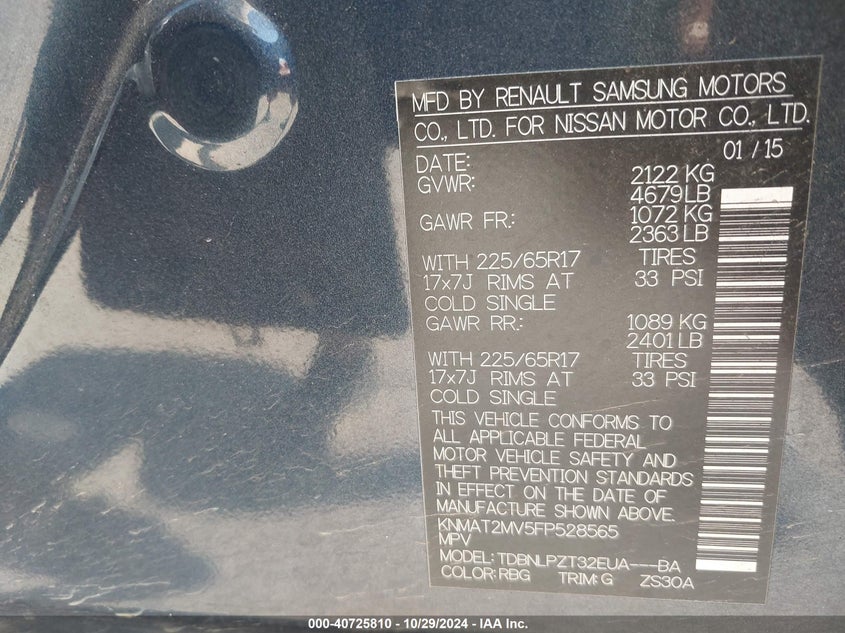 MFD BY RENAULT SAMSUNG MOTORS
CO., LTD. FOR NISSAN MOTOR CO., LTD.
DATE: 01 / 15
GVWR: 2122 KG
4679 LB
GAWR FR.: 1072 KG
2363 LB
WITH 225/65R17 TIRES
17x7J RIMS AT 33 PSI
COLD SINGLE
GAWR RR.: 1089 KG
2401 LB
WITH 225/65R17 TIRES
17x7J RIMS AT 33 PSI
COLD SINGLE
THIS VEHICLE CONFORMS TO
ALL APPLICABLE FEDERAL
MOTOR VEHICLE SAFETY AND
THEFT PREVENTION STANDARDS
IN EFFECT ON THE DATE OF
MANUFACTURE SHOWN ABOVE.
KNMAT2MV5FP528565
MPV
MODEL: TDBNLPZT32EUA---BA
COLOR: RBG TRIM: G ZS30A
000-40725810 / 10/29/2024 - IAA Inc.